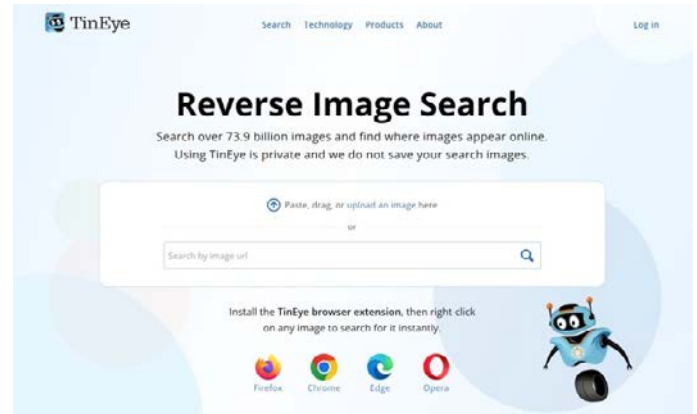 TinEye
Search Technology Products About
Log in
Reverse Image Search
Search over 73.9 billion images and find where images appear online.
Using TinEye is private and we do not save your search images.
Paste, drag, or upload an image here
or
Search by image url
Install the TinEye browser extension, then right click
on any image to search for it instantly.
Firefox Chrome Edge Opera